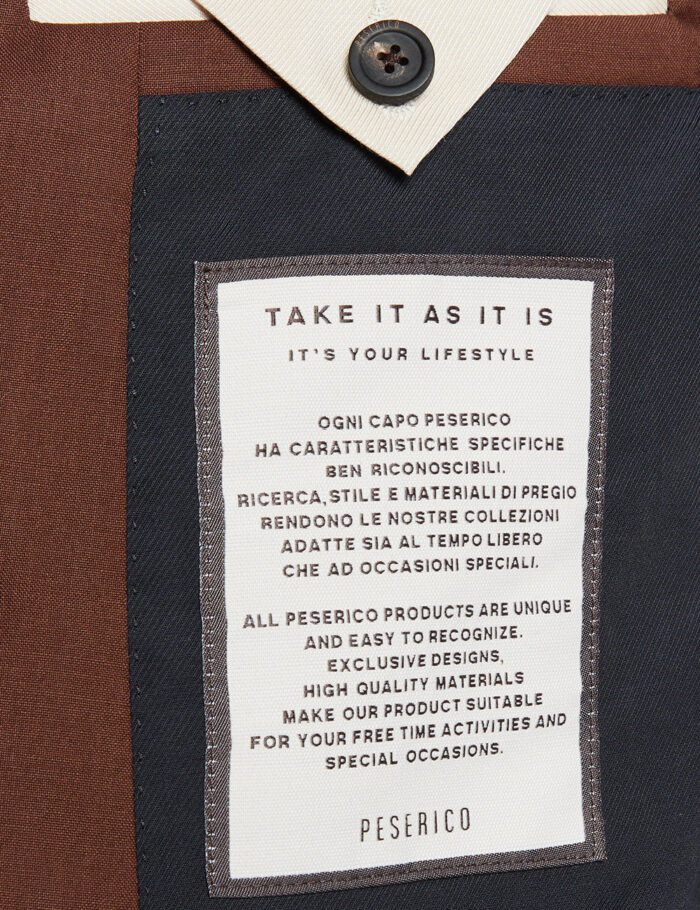 PESERICO
TAKE IT AS IT IS
IT'S YOUR LIFESTYLE
OGNI CAPO PESERICO
HA CARATTERISTICHE SPECIFICHE
BEN RICONOSCIBILI.
RICERCA, STILE E MATERIALI DI PREGIO
RENDONO LE NOSTRE COLLEZIONI
ADATTE SIA AL TEMPO LIBERO
CHE AD OCCASIONI SPECIALI.
ALL PESERICO PRODUCTS ARE UNIQUE
AND EASY TO RECOGNIZE.
EXCLUSIVE DESIGNS,
HIGH QUALITY MATERIALS
MAKE OUR PRODUCT SUITABLE
FOR YOUR FREE TIME ACTIVITIES AND
SPECIAL OCCASIONS.
PESERICO